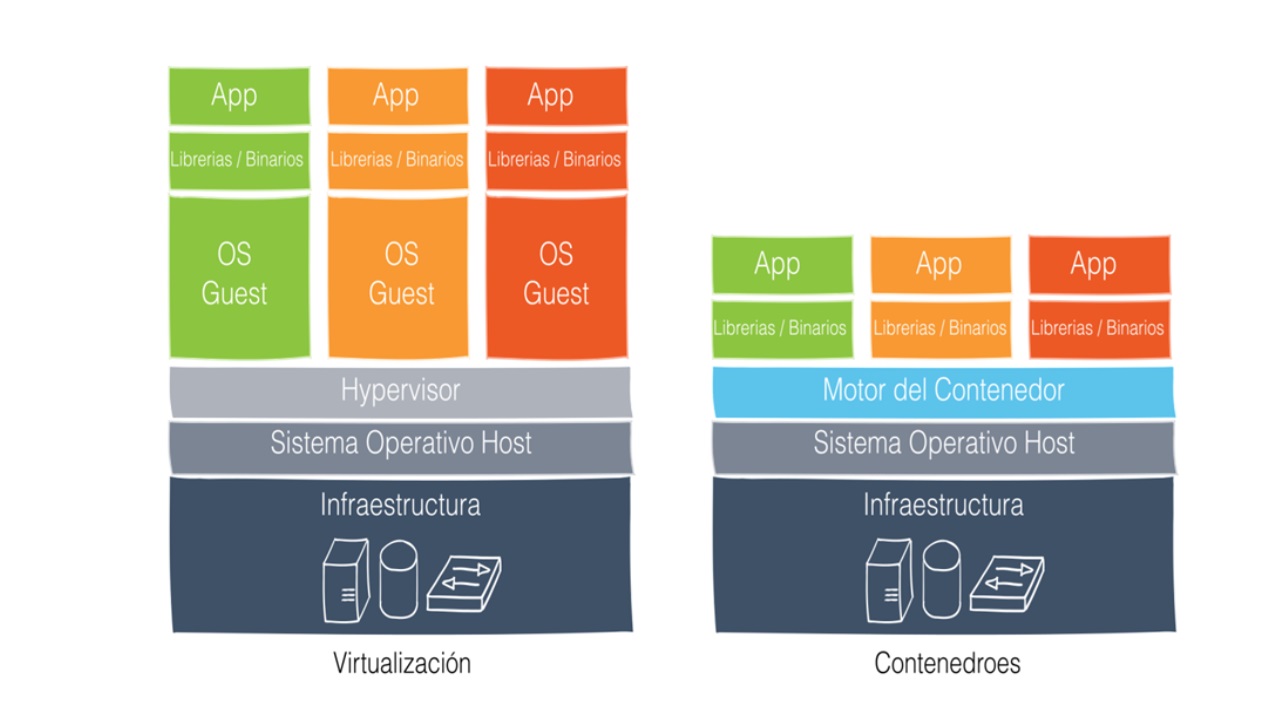 App
App
App
Librerias / Binarios
Librerias / Binarios
Librerias / Binarios
OS
Guest
OS
Guest
OS
Guest
Hypervisor
Sistema Operativo Host
Infraestructura
Virtualización
App
App
App
Librerias / Binarios
Librerias / Binarios
Librerias / Binarios
Motor del Contenedor
Sistema Operativo Host
Infraestructura
Contenedroes